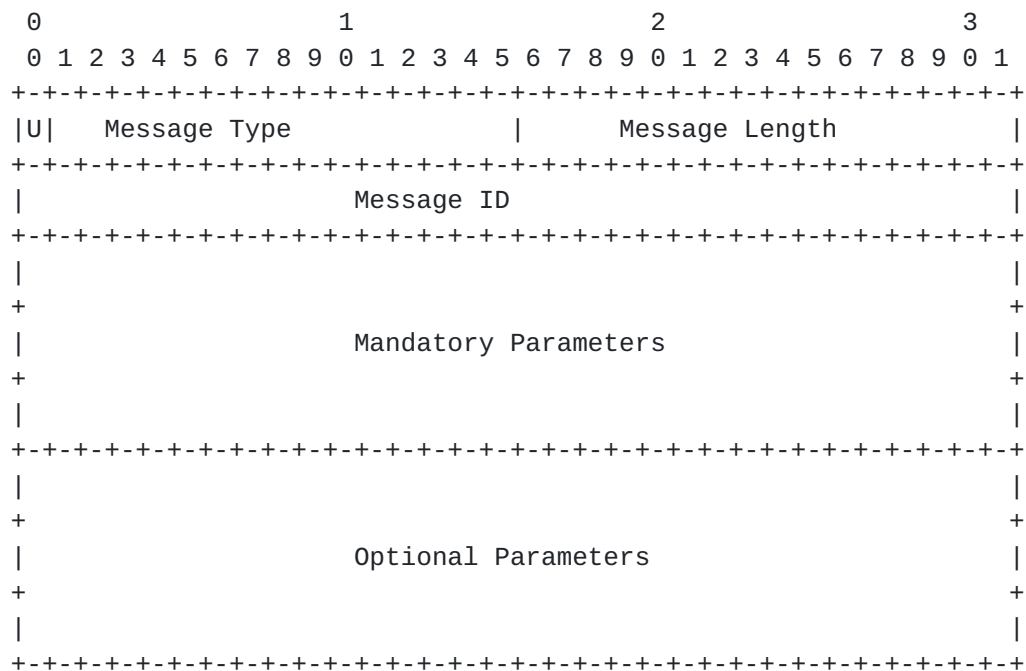 0                   1                   2                   3
 0 1 2 3 4 5 6 7 8 9 0 1 2 3 4 5 6 7 8 9 0 1 2 3 4 5 6 7 8 9 0 1
+-+-+-+-+-+-+-+-+-+-+-+-+-+-+-+-+-+-+-+-+-+-+-+-+-+-+-+-+-+-+-+-+
|U|   Message Type              |      Message Length           |
+-+-+-+-+-+-+-+-+-+-+-+-+-+-+-+-+-+-+-+-+-+-+-+-+-+-+-+-+-+-+-+-+
|                     Message ID                                |
+-+-+-+-+-+-+-+-+-+-+-+-+-+-+-+-+-+-+-+-+-+-+-+-+-+-+-+-+-+-+-+-+
|                                                               |
+                                                               +
|                     Mandatory Parameters                      |
+                                                               +
|                                                               |
+-+-+-+-+-+-+-+-+-+-+-+-+-+-+-+-+-+-+-+-+-+-+-+-+-+-+-+-+-+-+-+-+
|                                                               |
+                                                               +
|                     Optional Parameters                       |
+                                                               +
|                                                               |
+-+-+-+-+-+-+-+-+-+-+-+-+-+-+-+-+-+-+-+-+-+-+-+-+-+-+-+-+-+-+-+-+